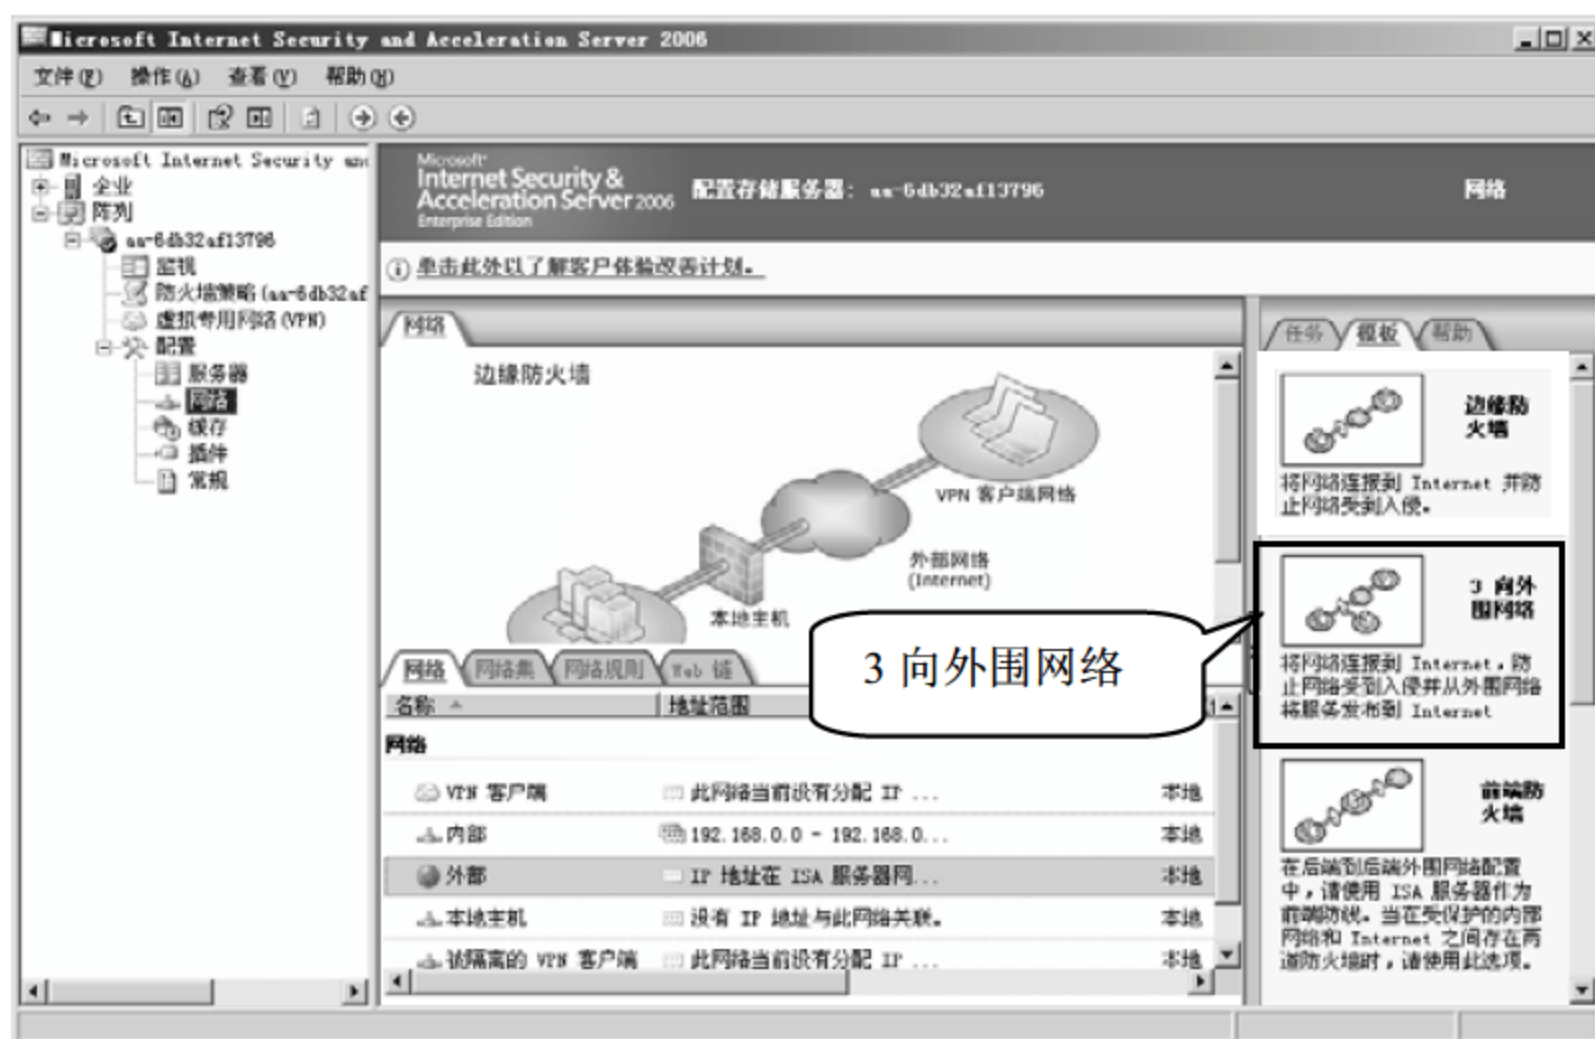 Microsoft Internet Security and Acceleration Server 2006
文件(F) 操作(A) 查看(V) 帮助(H)
Microsoft Internet Security and
企业
阵列
aa-6db32af13796
监视
防火墙策略(aa-6db32af
虚拟专用网络(VPN)
配置
服务器
网络
缓存
插件
常规
Microsoft
Internet Security &
Acceleration Server 2006
Enterprise Edition
配置存储服务器: aa-6db32af13796
网络
单击此处以了解客户体验改善计划。
网络
边缘防火墙
VPN 客户端网络
外部网络
(Internet)
本地主机
3 向外围网络
网络 网络集 网络规则 Web 链
名称 地址范围
网络
VPN 客户端 此网络当前没有分配 IP ... 本地
内部 192.168.0.0 - 192.168.0... 本地
外部 IP 地址在 ISA 服务器网... 本地
本地主机 没有 IP 地址与此网络关联。 本地
被隔离的 VPN 客户端 此网络当前没有分配 IP ... 本地
任务 模板 帮助
边缘防
火墙
将网络连接到 Internet 并防
止网络受到入侵。
3 向外
围网络
将网络连接到 Internet，防
止网络受到入侵并从外围网络
将服务发布到 Internet
前端防
火墙
在后端到后端外围网络配置
中，请使用 ISA 服务器作为
前端防线。当在受保护的内部
网络和 Internet 之间存在两
道防火墙时，请使用此选项。